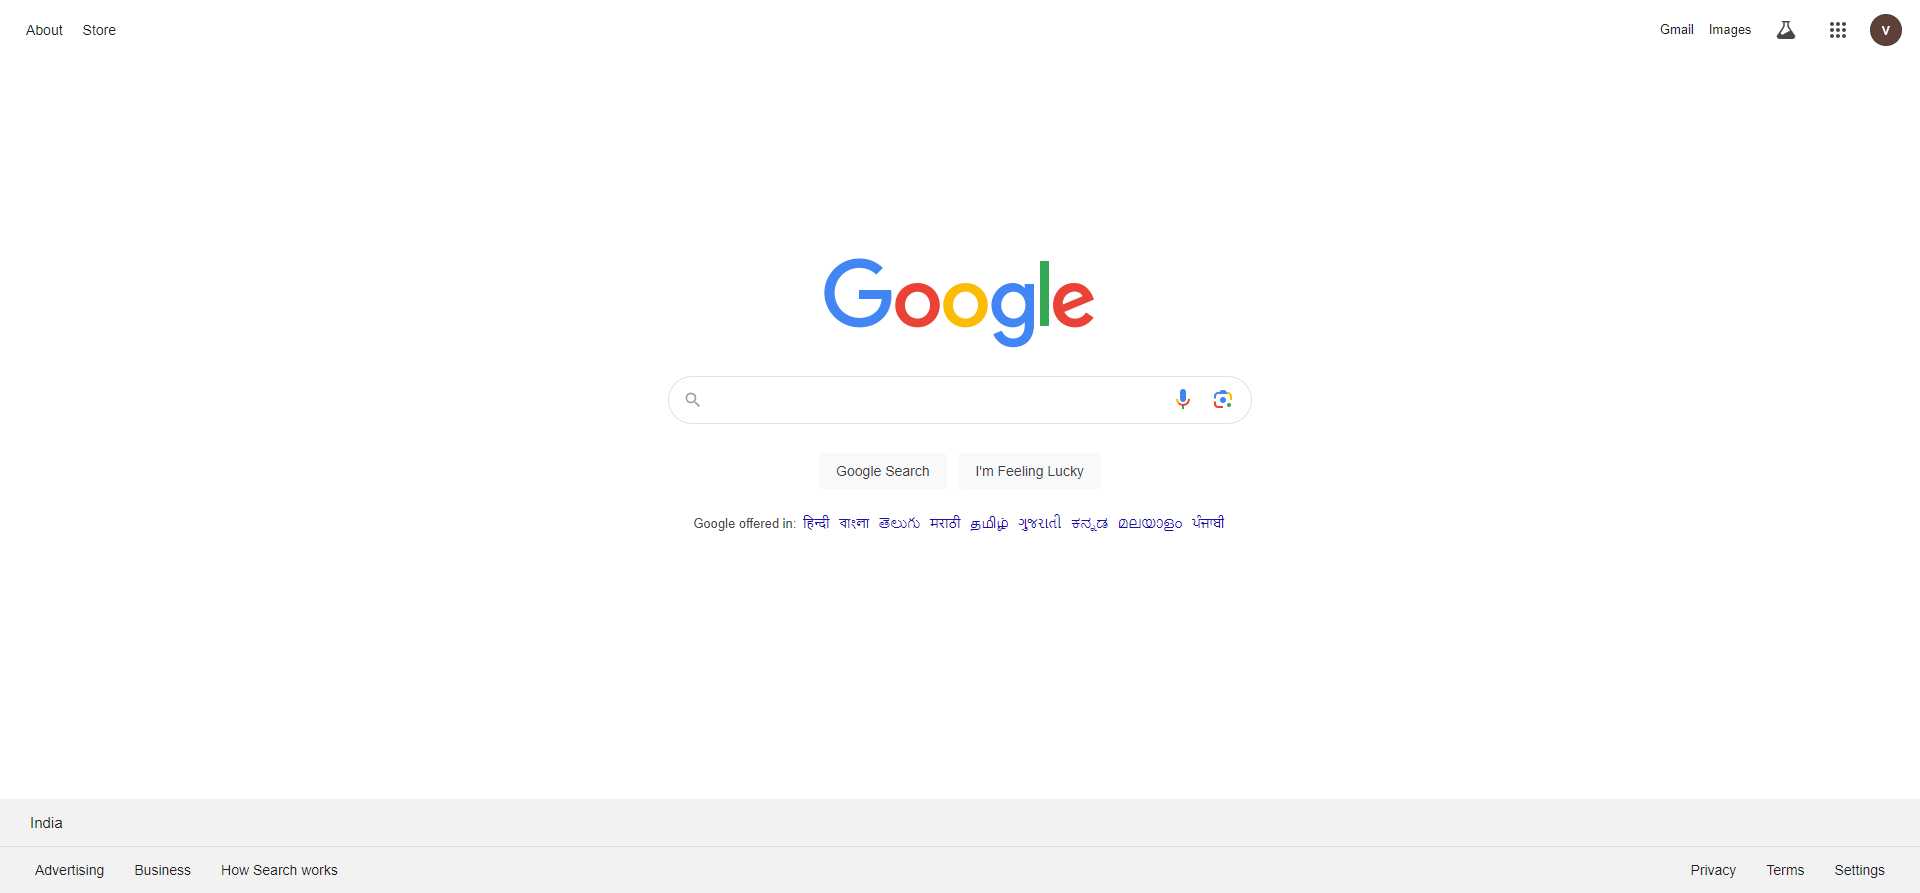 About Store
Gmail Images
V
Google
Google Search I'm Feeling Lucky
Google offered in: हिन्दी বাংলা తెలుగు मराठी தமிழ் ગુજરાતી ಕನ್ನಡ മലയാളം ਪੰਜਾਬੀ
India
Advertising Business How Search works
Privacy Terms Settings